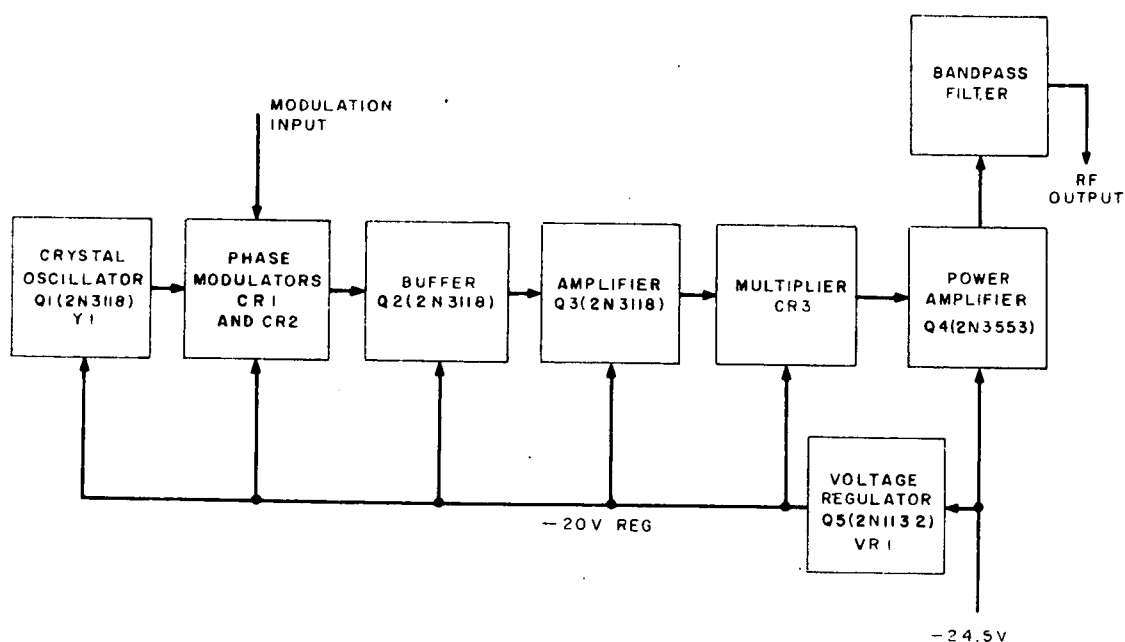 BANDPASS
FILTER
RF
OUTPUT
MODULATION
INPUT
CRYSTAL
OSCILLATOR
Q1(2N3118)
Y1
PHASE
MODULATORS
CR1
AND CR2
BUFFER
Q2(2N3118)
AMPLIFIER
Q3(2N3118)
MULTIPLIER
CR3
POWER
AMPLIFIER
Q4(2N3553)
VOLTAGE
REGULATOR
Q5(2N1132)
VR1
—20V REG
—24.5V